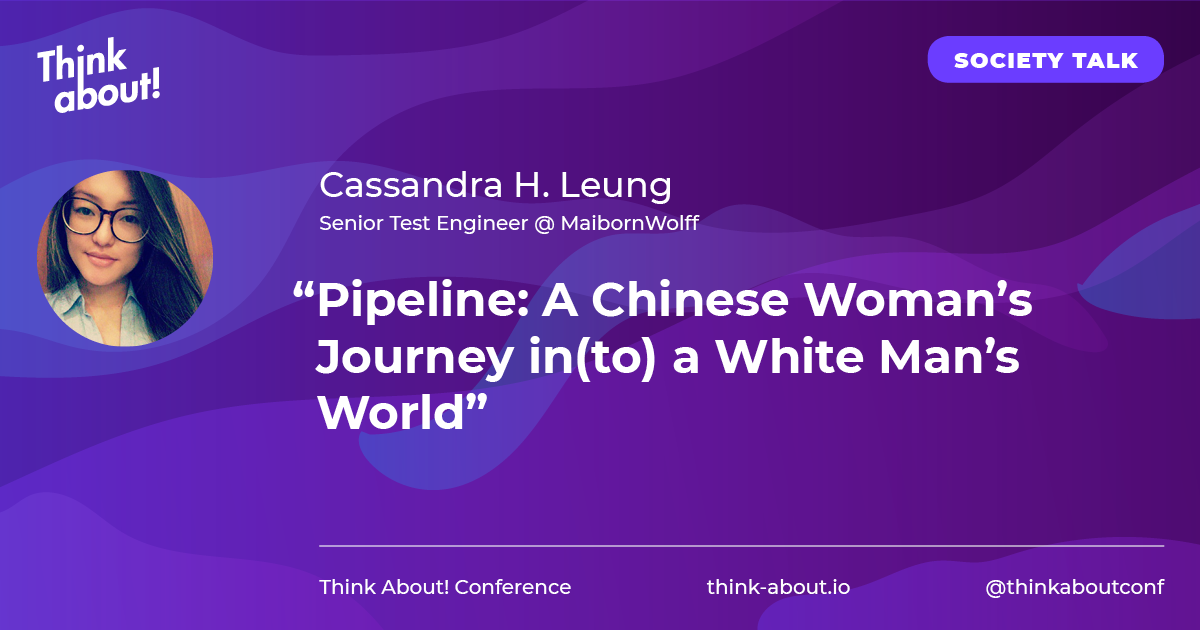 Think
about!
SOCIETY TALK
Cassandra H. Leung
Senior Test Engineer @ MaibornWolff
“Pipeline: A Chinese Woman’s
Journey in(to) a White Man’s
World”
Think About! Conference
think-about.io
@thinkaboutconf